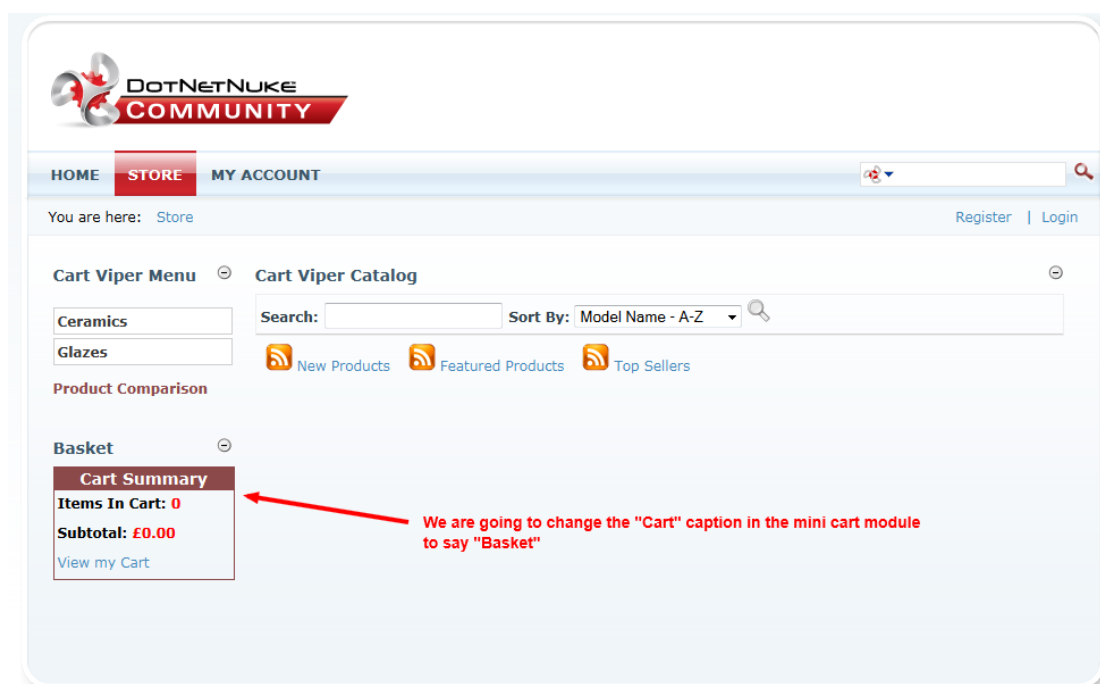 DOTNETNUKE
COMMUNITY
HOME STORE MY ACCOUNT
You are here: Store
Register | Login
Cart Viper Menu
Cart Viper Catalog
Ceramics
Glazes
Product Comparison
Search: Sort By: Model Name - A-Z
New Products Featured Products Top Sellers
Basket
Cart Summary
Items In Cart: 0
Subtotal: £0.00
View my Cart
We are going to change the "Cart" caption in the mini cart module
to say "Basket"